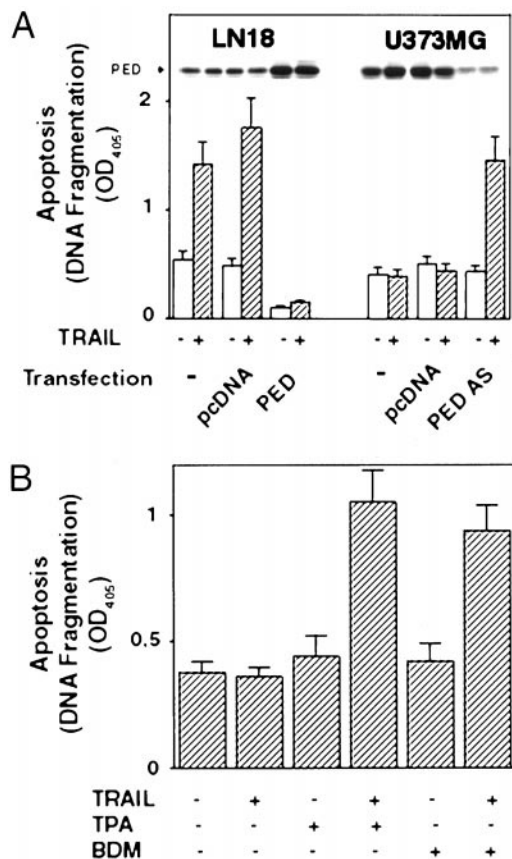 A
LN18 U373MG
PED
2
1
0
Apoptosis
(DNA Fragmentation)
(OD405)
TRAIL - + - + - + - + - + - +
Transfection - pcDNA PED - pcDNA PED AS
B
1
0.5
0
Apoptosis
(DNA Fragmentation)
(OD405)
TRAIL - + - + - +
TPA - - + + - -
BDM - - - - + +